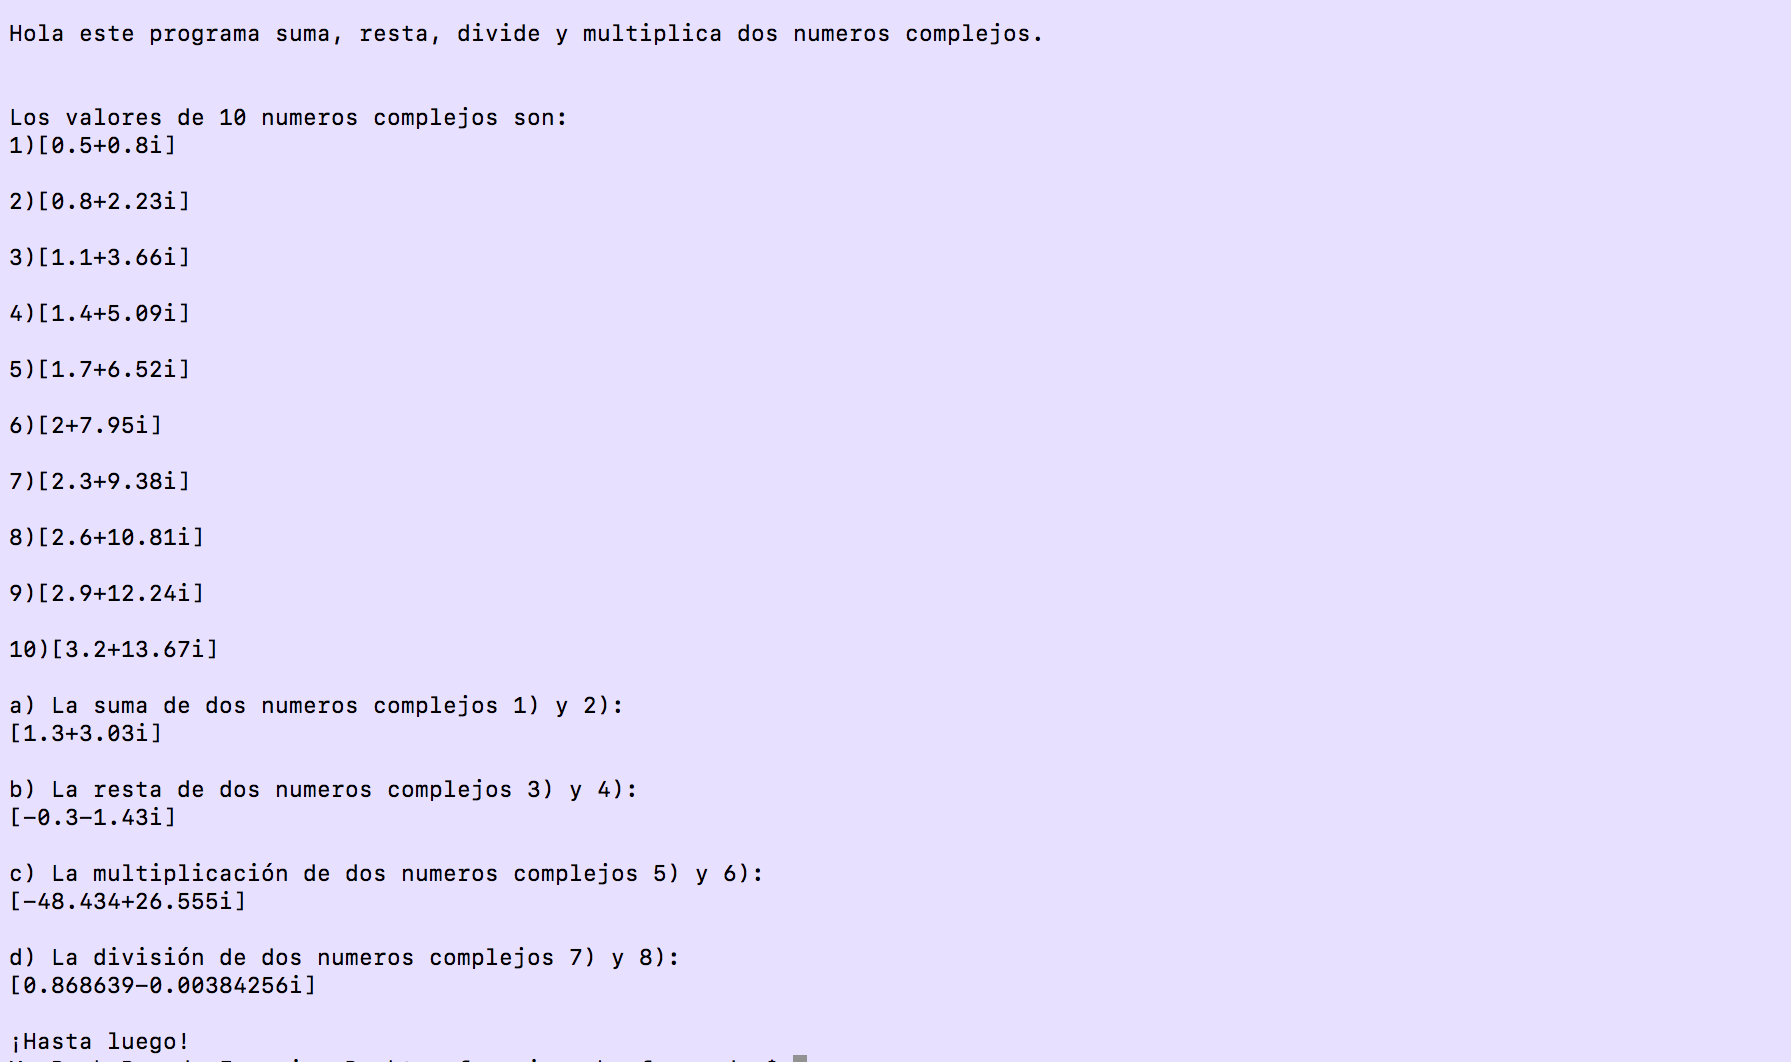 Hola este programa suma, resta, divide y multiplica dos numeros complejos.
Los valores de 10 numeros complejos son:
1)[0.5+0.8i]
2)[0.8+2.23i]
3)[1.1+3.66i]
4)[1.4+5.09i]
5)[1.7+6.52i]
6)[2+7.95i]
7)[2.3+9.38i]
8)[2.6+10.81i]
9)[2.9+12.24i]
10)[3.2+13.67i]
a) La suma de dos numeros complejos 1) y 2):
[1.3+3.03i]
b) La resta de dos numeros complejos 3) y 4):
[-0.3-1.43i]
c) La multiplicación de dos numeros complejos 5) y 6):
[-48.434+26.555i]
d) La división de dos numeros complejos 7) y 8):
[0.868639-0.00384256i]
¡Hasta luego!